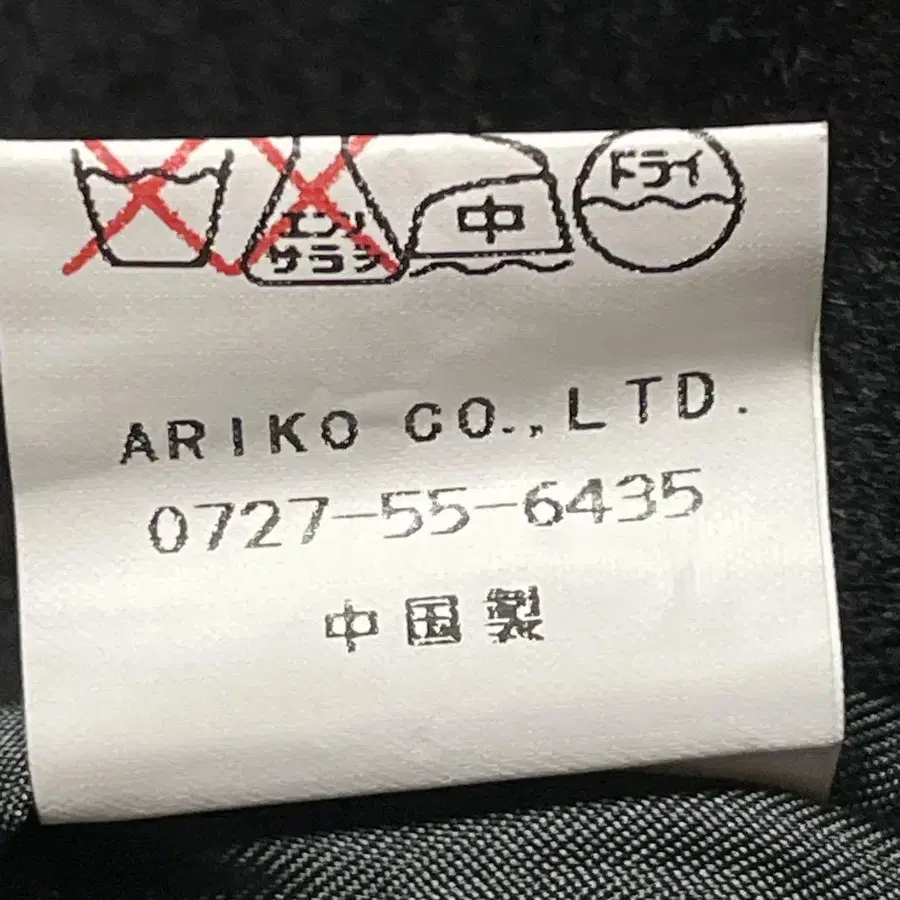 エンソ
サラシ
中
ドライ
ARIKO CO.,LTD.
0727-55-6435
中国製